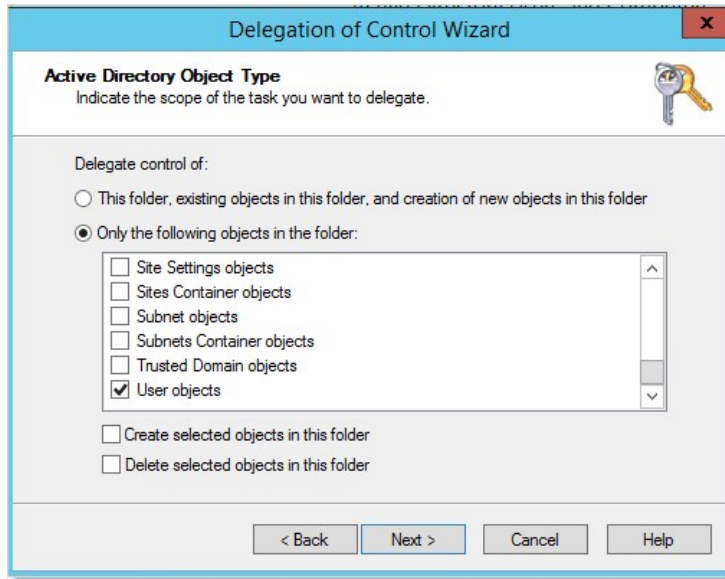 Delegation of Control Wizard
x
Active Directory Object Type
Indicate the scope of the task you want to delegate.
Delegate control of:
This folder, existing objects in this folder, and creation of new objects in this folder
Only the following objects in the folder:
Site Settings objects
Sites Container objects
Subnet objects
Subnets Container objects
Trusted Domain objects
User objects
Create selected objects in this folder
Delete selected objects in this folder
< Back Next > Cancel Help